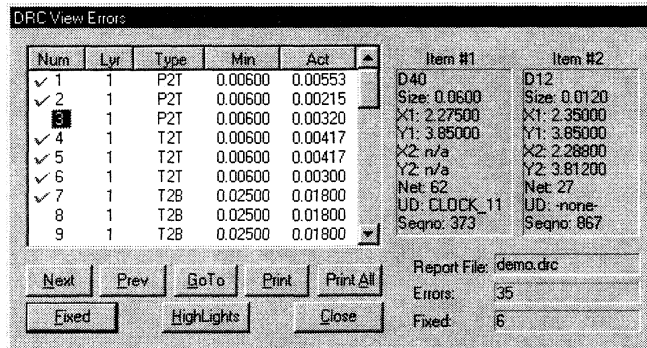 DRC View Errors
Num Lyr Type Min Act
1 1 P2T 0.00600 0.00553
2 1 P2T 0.00600 0.00215
3 1 P2T 0.00600 0.00320
4 1 T2T 0.00600 0.00417
5 1 T2T 0.00600 0.00417
6 1 T2T 0.00600 0.00300
7 1 T2B 0.02500 0.01800
8 1 T2B 0.02500 0.01800
9 1 T2B 0.02500 0.01800
Item #1
D40
Size: 0.0600
X1: 2.27500
Y1: 3.85000
X2: n/a
Y2: n/a
Net: 62
UD: CLOCK_11
Seqno: 373
Item #2
D12
Size: 0.0120
X1: 2.35000
Y1: 3.85000
X2: 2.28800
Y2: 3.81200
Net: 27
UD: -none-
Seqno: 867
Next Prev GoTo Print Print All
Fixed HighLights Close
Report File: demo.drc
Errors: 35
Fixed: 6